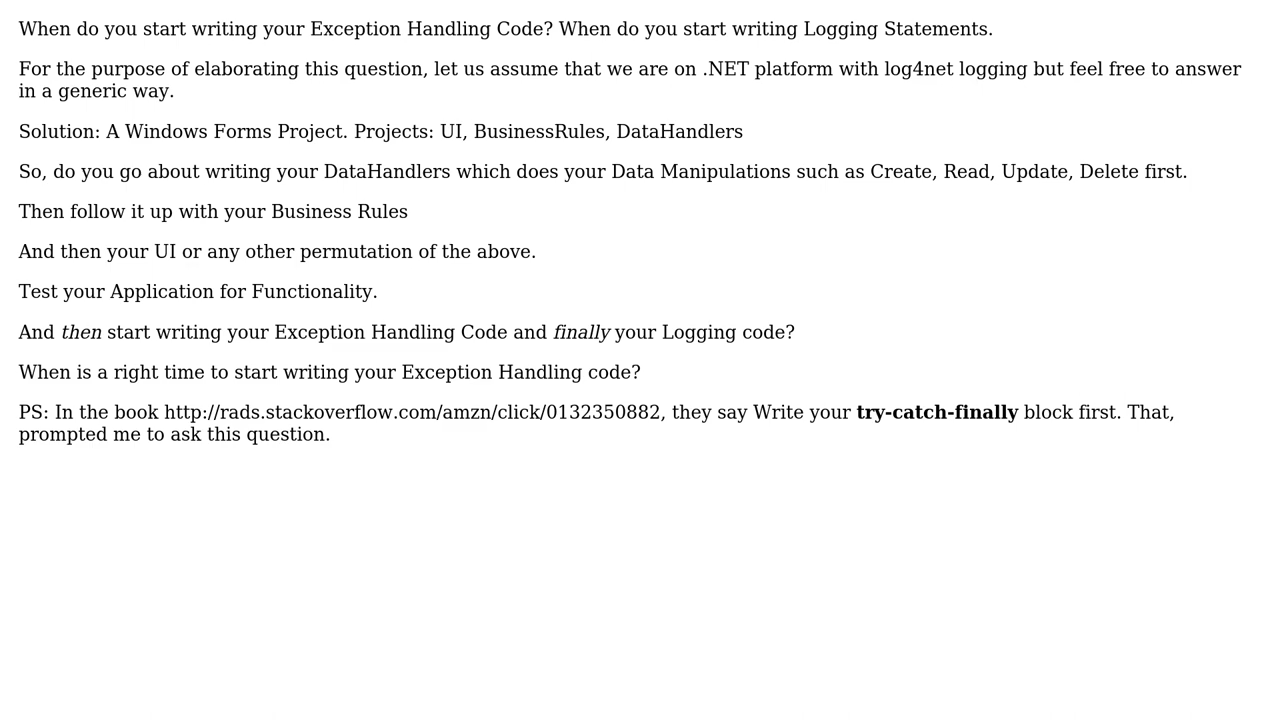 When do you start writing your Exception Handling Code? When do you start writing Logging Statements.
For the purpose of elaborating this question, let us assume that we are on .NET platform with log4net logging but feel free to answer
in a generic way.
Solution: A Windows Forms Project. Projects: UI, BusinessRules, DataHandlers
So, do you go about writing your DataHandlers which does your Data Manipulations such as Create, Read, Update, Delete first.
Then follow it up with your Business Rules
And then your UI or any other permutation of the above.
Test your Application for Functionality.
And then start writing your Exception Handling Code and finally your Logging code?
When is a right time to start writing your Exception Handling code?
PS: In the book http://rads.stackoverflow.com/amzn/click/0132350882, they say Write your try-catch-finally block first. That,
prompted me to ask this question.